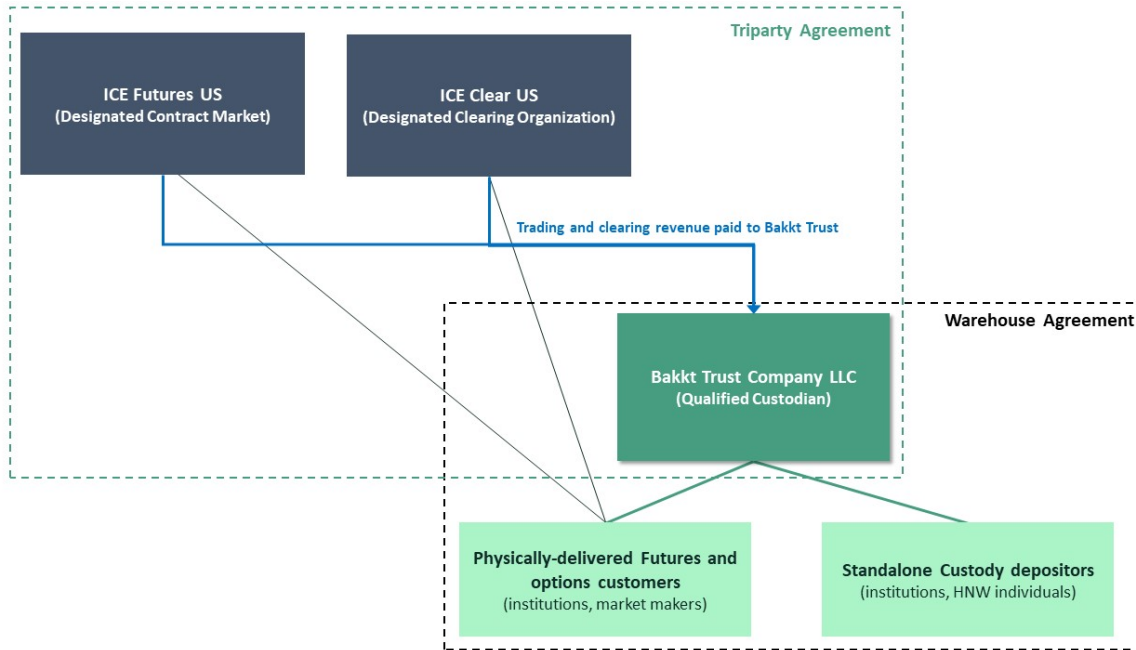 Triparty Agreement
ICE Futures US
(Designated Contract Market)
ICE Clear US
(Designated Clearing Organization)
Trading and clearing revenue paid to Bakkt Trust
Warehouse Agreement
Bakkt Trust Company LLC
(Qualified Custodian)
Physically-delivered Futures and
options customers
(institutions, market makers)
Standalone Custody depositors
(institutions, HNW individuals)